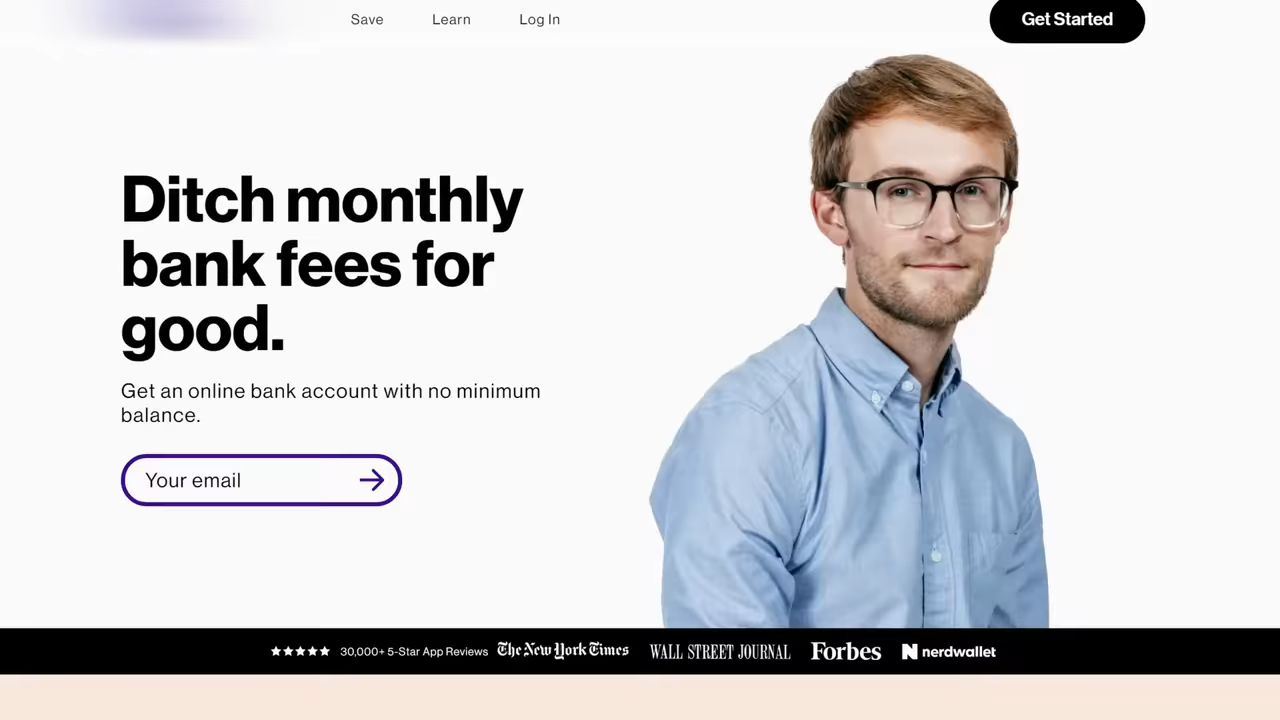 Save Learn Log In Get Started
Ditch monthly
bank fees for
good.
Get an online bank account with no minimum
balance.
Your email
30,000+ 5-Star App Reviews The New York Times WALL STREET JOURNAL Forbes nerdwallet